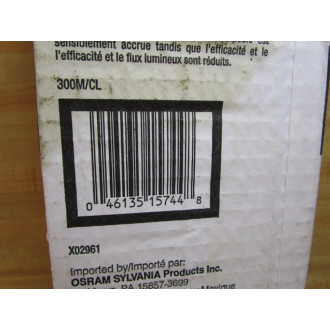 sensiblement accrue tandis que l'efficacité et le
l'efficacité et le flux lumineux sont réduits.
300M/CL
0 46135 15744 8
X02961
Imported by/Importé par:
OSRAM SYLVANIA Products Inc.
PA 15857-3699
Mexique